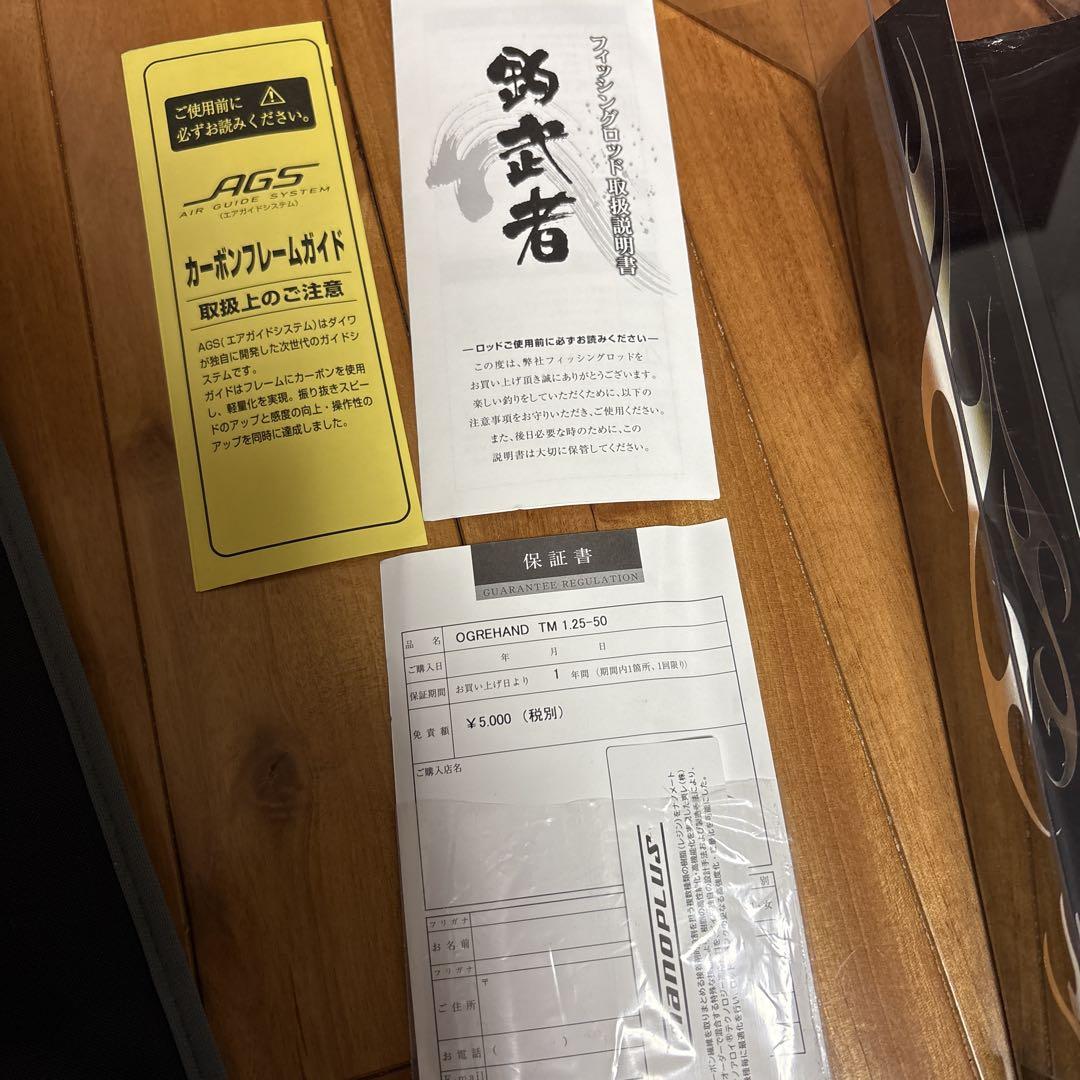 ご使用前に
必ずお読みください。
AGS
AIR GUIDE SYSTEM
(エアガイドシステム)
カーボンフレームガイド
取扱上のご注意
AGS(エアガイドシステム)はダイワ
が独自に開発した次世代のガイドシ
ステムです。
ガイドはフレームにカーボンを使用
し、軽量化を実現。振り抜きスピー
ドのアップと感度の向上・操作性の
アップを同時に達成しました。
フィッシングロッド取扱説明書
釣武者
—ロッドご使用前に必ずお読みください—
この度は、弊社フィッシングロッドを
お買い上げ頂き誠にありがとうございます。
楽しい釣りをしていただくために、以下の
注意事項をお守りいただき、ご使用ください。
また、後日必要な時のために、この
説明書は大切に保管してください。
保証書
GUARANTEE REGULATION
品名 OGREHAND TM 1.25-50
ご購入日 年 月 日
保証期間 お買い上げ日より 1 年間 (期間内1箇所、1回限り)
免責額 ¥5.000 (税別)
ご購入店名
フリガナ
お名前
フリガナ
ご住所 〒
お電話 ( )
E-mail
nanoplus